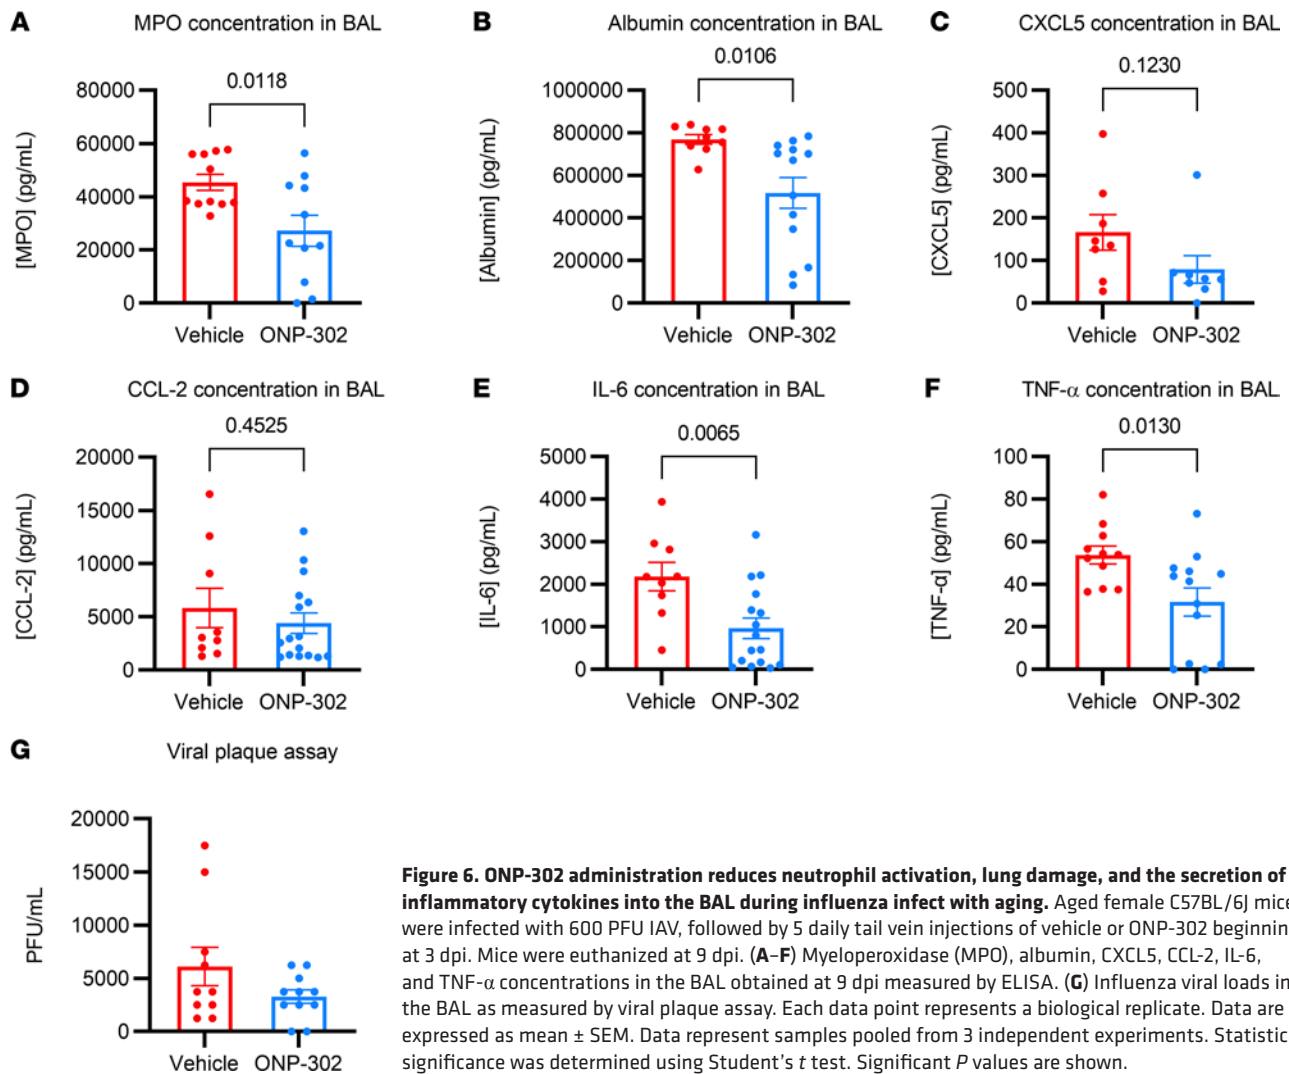 A
MPO concentration in BAL
0.0118
80000
60000
40000
20000
0
[MPO] (pg/mL)
Vehicle ONP-302
B
Albumin concentration in BAL
0.0106
1000000
800000
600000
400000
200000
0
[Albumin] (pg/mL)
Vehicle ONP-302
C
CXCL5 concentration in BAL
0.1230
500
400
300
200
100
0
[CXCL5] (pg/mL)
Vehicle ONP-302
D
CCL-2 concentration in BAL
0.4525
20000
15000
10000
5000
0
[CCL-2] (pg/mL)
Vehicle ONP-302
E
IL-6 concentration in BAL
0.0065
5000
4000
3000
2000
1000
0
[IL-6] (pg/mL)
Vehicle ONP-302
F
TNF-α concentration in BAL
0.0130
100
80
60
40
20
0
[TNF-α] (pg/mL)
Vehicle ONP-302
G
Viral plaque assay
20000
15000
10000
5000
0
PFU/mL
Vehicle ONP-302
Figure 6. ONP-302 administration reduces neutrophil activation, lung damage, and the secretion of
inflammatory cytokines into the BAL during influenza infect with aging. Aged female C57BL/6J mice
were infected with 600 PFU IAV, followed by 5 daily tail vein injections of vehicle or ONP-302 beginnin
at 3 dpi. Mice were euthanized at 9 dpi. (A–F) Myeloperoxidase (MPO), albumin, CXCL5, CCL-2, IL-6,
and TNF-α concentrations in the BAL obtained at 9 dpi measured by ELISA. (G) Influenza viral loads in
the BAL as measured by viral plaque assay. Each data point represents a biological replicate. Data are
expressed as mean ± SEM. Data represent samples pooled from 3 independent experiments. Statistic
significance was determined using Student's t test. Significant P values are shown.